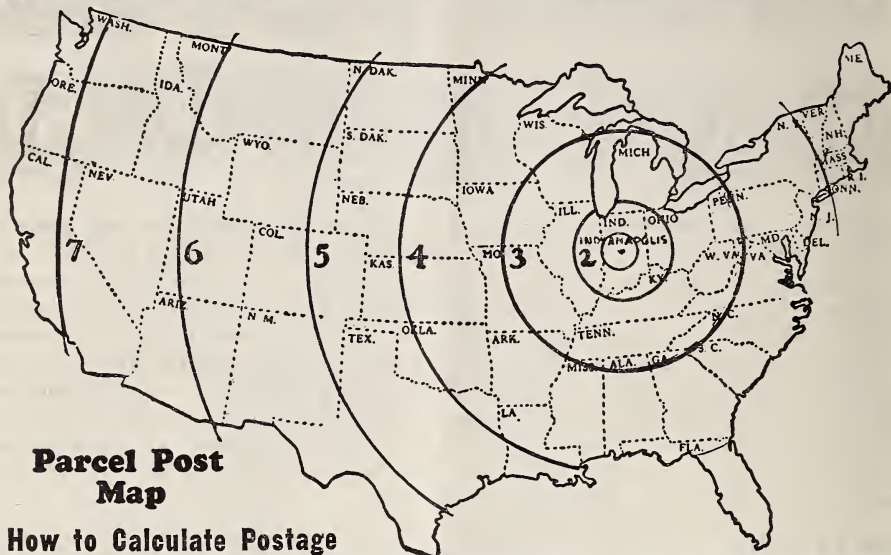 WASH.
MONT.
N. DAK.
MINN.
ME.
ORE.
IDA.
WIS.
N. Y.
VER.
N.H.
MASS.
R. I.
CONN.
WYO.
S. DAK.
MICH.
CAL.
NEV.
UTAH
NEB.
IOWA
ILL.
IND.
OHIO
PENN.
J.
INDIANAPOLIS
COL.
KAS.
MO.
W. VA.
VA.
MD.
DEL.
KY.
7
6
5
4
3
2
ARIZ.
N. M.
TEX.
OKLA.
ARK.
TENN.
N. C.
S. C.
MISS.
ALA.
GA.
LA.
FLA.
Parcel Post
Map
How to Calculate Postage